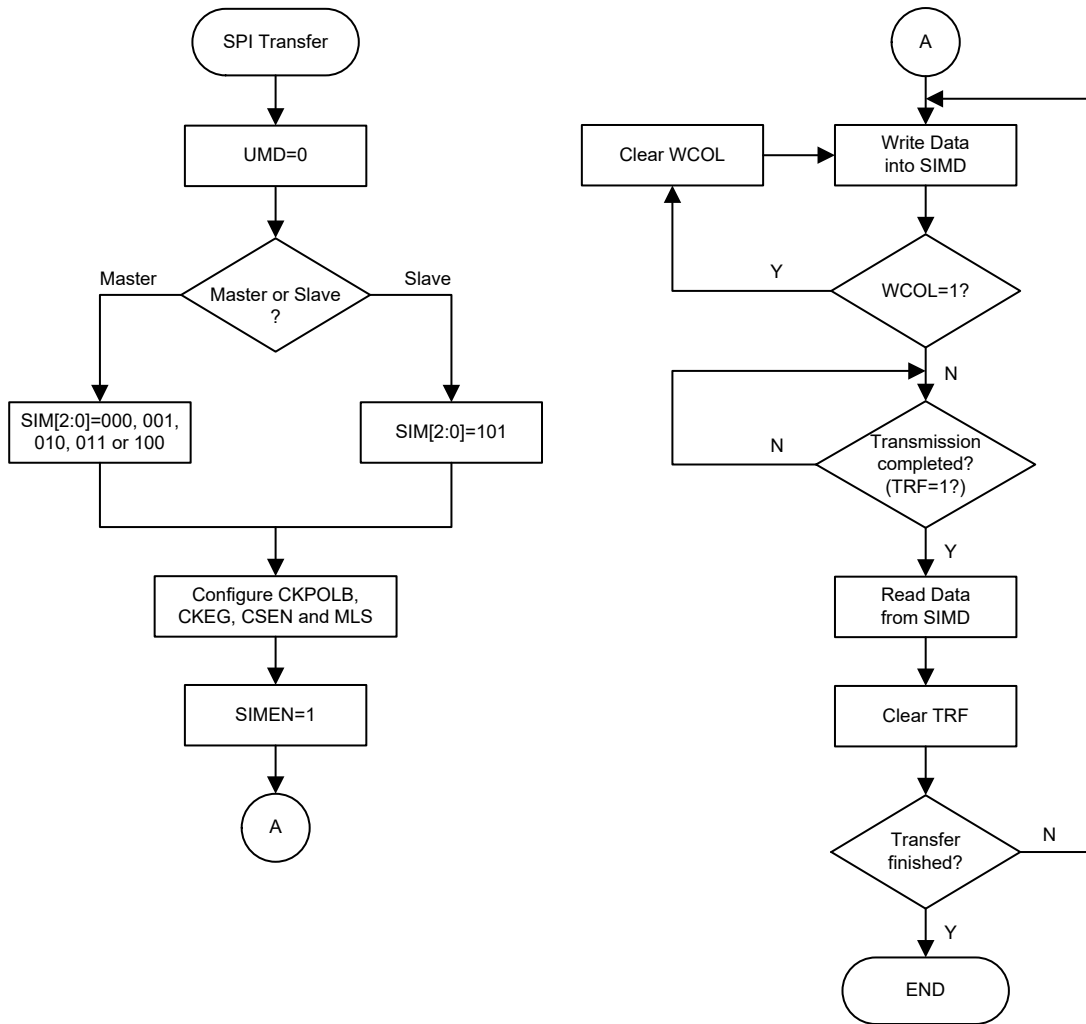 SPI Transfer
UMD=0
Master
Master or Slave
?
Slave
SIM[2:0]=000, 001,
010, 011 or 100
SIM[2:0]=101
Configure CKPOLB,
CKEG, CSEN and MLS
SIMEN=1
A
A
Write Data
into SIMD
Clear WCOL
Y
WCOL=1?
N
N
Transmission
completed?
(TRF=1?)
Y
Read Data
from SIMD
Clear TRF
Transfer
finished?
N
Y
END